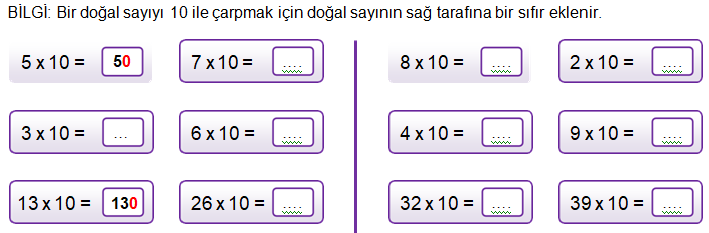 BİLGİ: Bir doğal sayıyı 10 ile çarpmak için doğal sayının sağ tarafına bir sıfır eklenir.
5 x 10 = 50 7 x 10 = .... 8 x 10 = .... 2 x 10 = ....
3 x 10 = ... 6 x 10 = .... 4 x 10 = .... 9 x 10 = ....
13 x 10 = 130 26 x 10 = .... 32 x 10 = .... 39 x 10 = ....